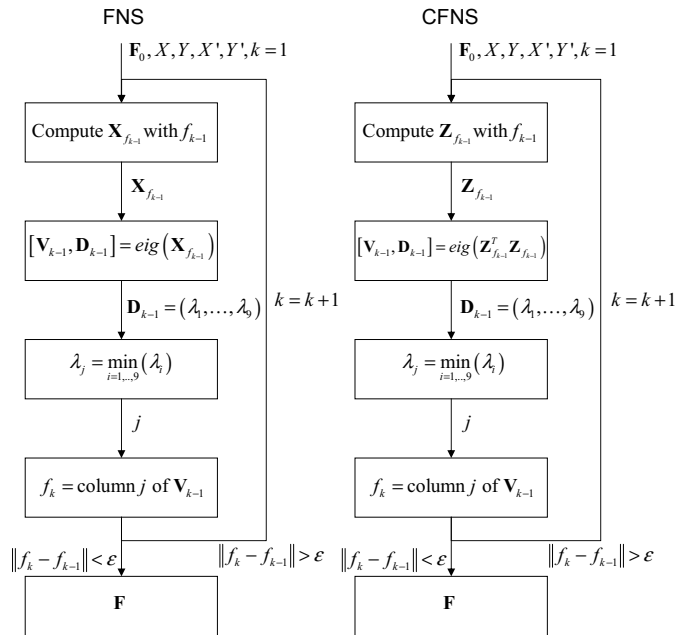 FNS
F₀, X, Y, X', Y', k = 1
Compute X_{f_{k-1}} with f_{k-1}
X_{f_{k-1}}
[V_{k-1}, D_{k-1}] = eig(X_{f_{k-1}})
D_{k-1} = (λ₁,…,λ₉)
k = k+1
λ_j = min_{i=1,..,9}(λ_i)
j
f_k = column j of V_{k-1}
‖f_k − f_{k-1}‖ < ε
‖f_k − f_{k-1}‖ > ε
F
CFNS
F₀, X, Y, X', Y', k = 1
Compute Z_{f_{k-1}} with f_{k-1}
Z_{f_{k-1}}
[V_{k-1}, D_{k-1}] = eig(Z^T_{f_{k-1}} Z_{f_{k-1}})
D_{k-1} = (λ₁,…,λ₉)
k = k+1
λ_j = min_{i=1,..,9}(λ_i)
j
f_k = column j of V_{k-1}
‖f_k − f_{k-1}‖ < ε
‖f_k − f_{k-1}‖ > ε
F